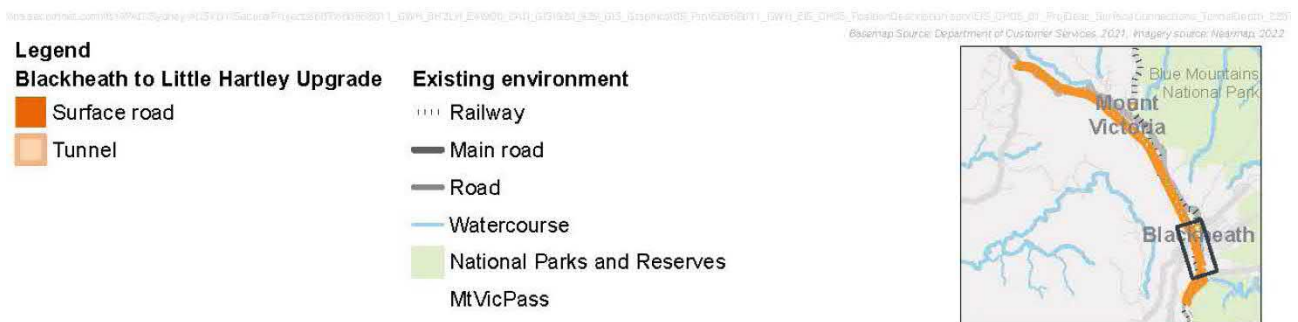 Basemap Source: Department of Customer Services, 2021, Imagery source: Nearmap, 2022
Legend
Blackheath to Little Hartley Upgrade
Surface road
Tunnel
Existing environment
Railway
Main road
Road
Watercourse
National Parks and Reserves
MtVicPass
Blue Mountains
National Park
Mount
Victoria
Blackheath